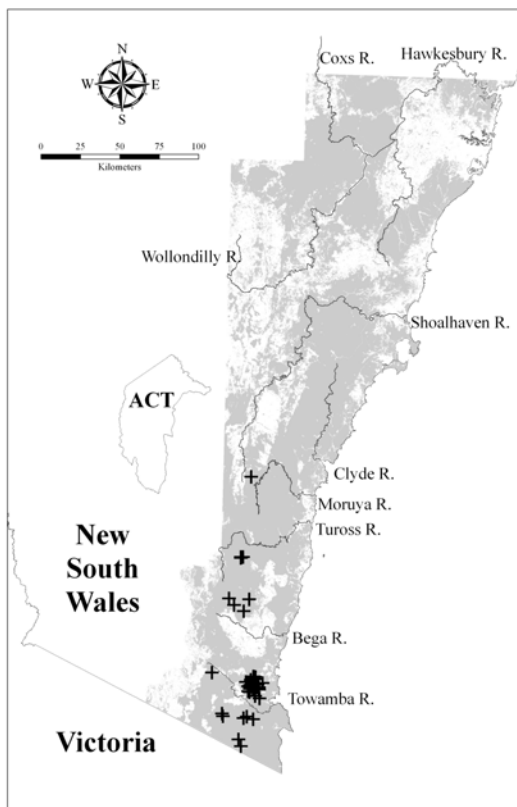 N
W E
S
0 25 50 75 100
Kilometers
Coxs R.
Hawkesbury R.
Wollondilly R.
Shoalhaven R.
ACT
Clyde R.
Moruya R.
Tuross R.
New
South
Wales
Bega R.
Towamba R.
Victoria